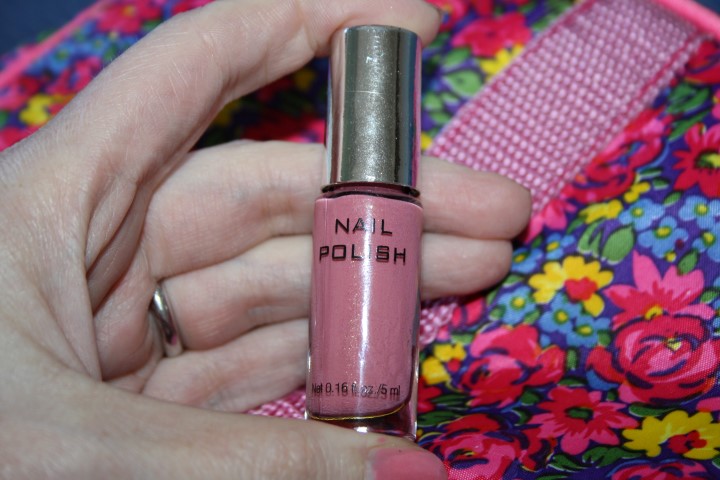 NAIL
POLISH
Net 0.16 fl oz /5 ml